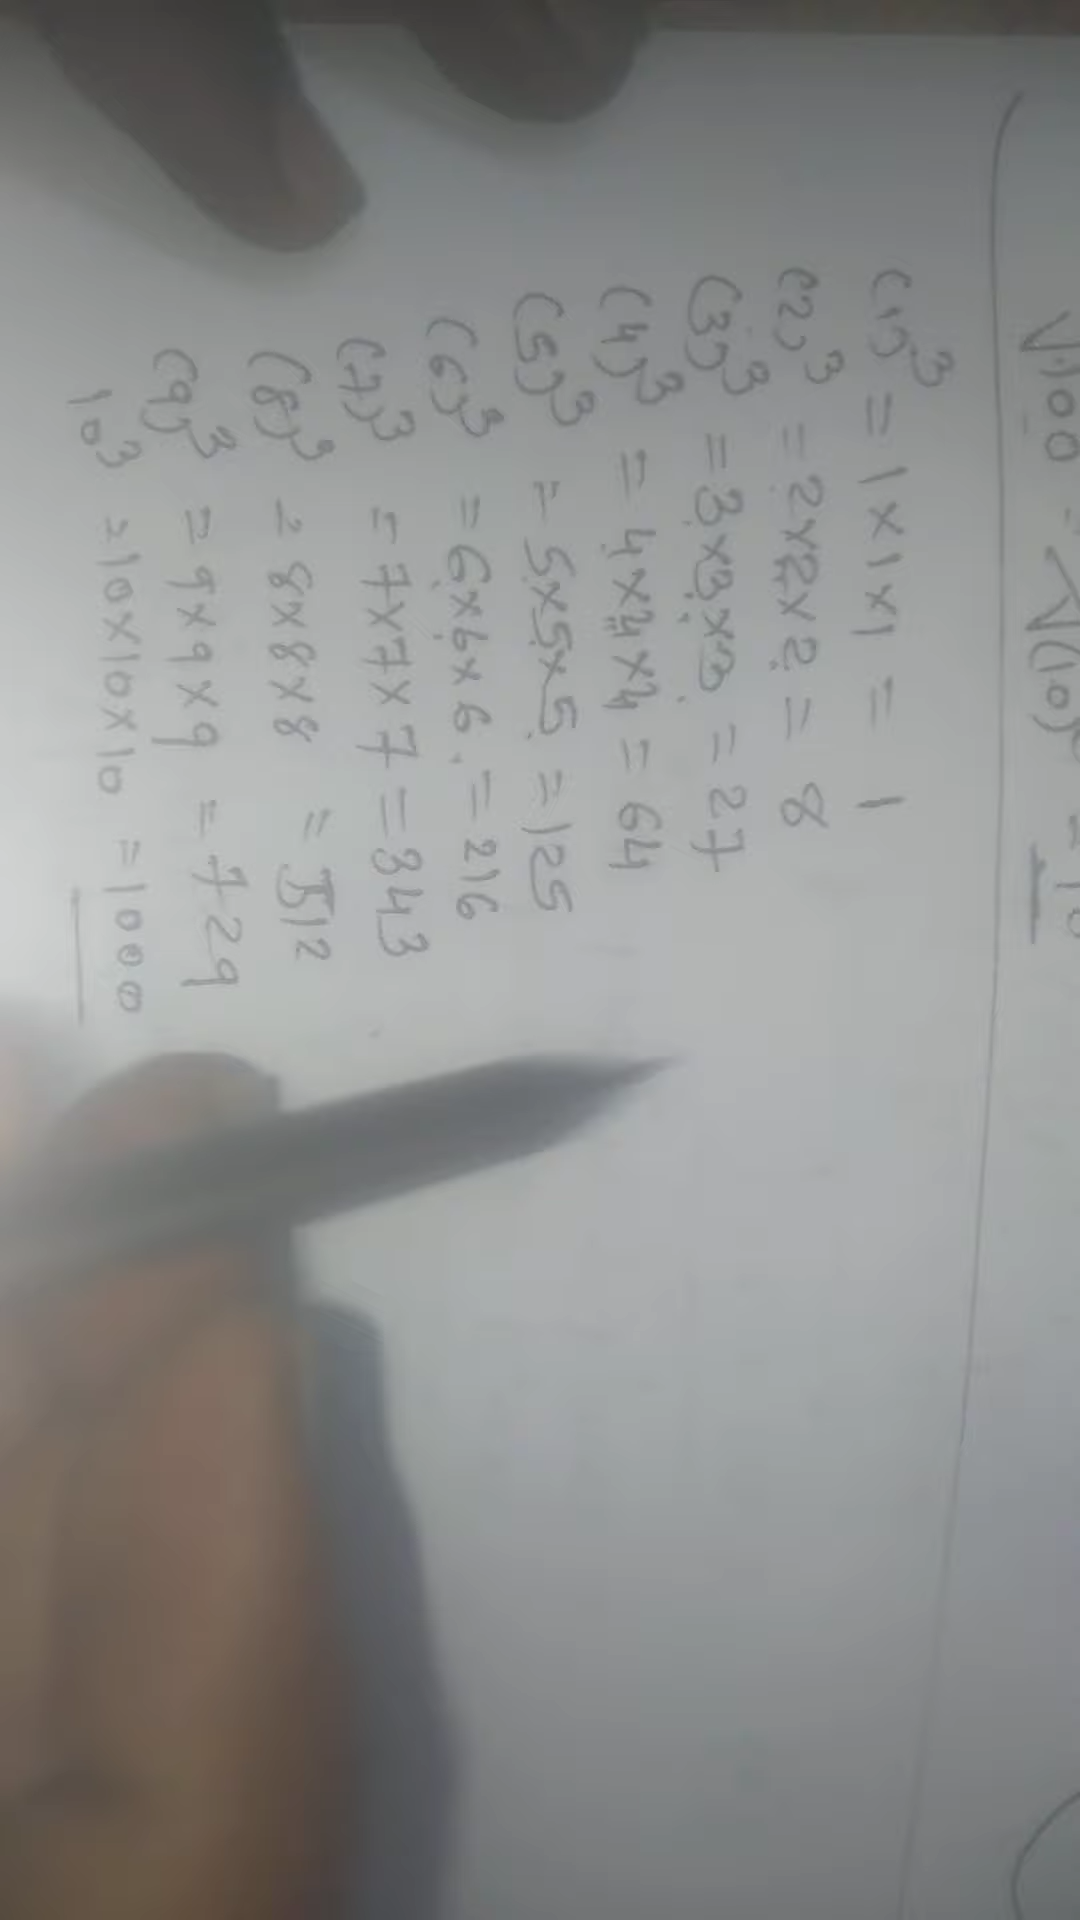 √100 = √(10)² = 10
(1)³ = 1×1×1 = 1
(2)³ = 2×2×2 = 8
(3)³ = 3×3×3 = 27
(4)³ = 4×4×4 = 64
(5)³ = 5×5×5 = 125
(6)³ = 6×6×6 = 216
(7)³ = 7×7×7 = 343
(8)³ = 8×8×8 = 512
(9)³ = 9×9×9 = 729
10³ = 10×10×10 = 1000